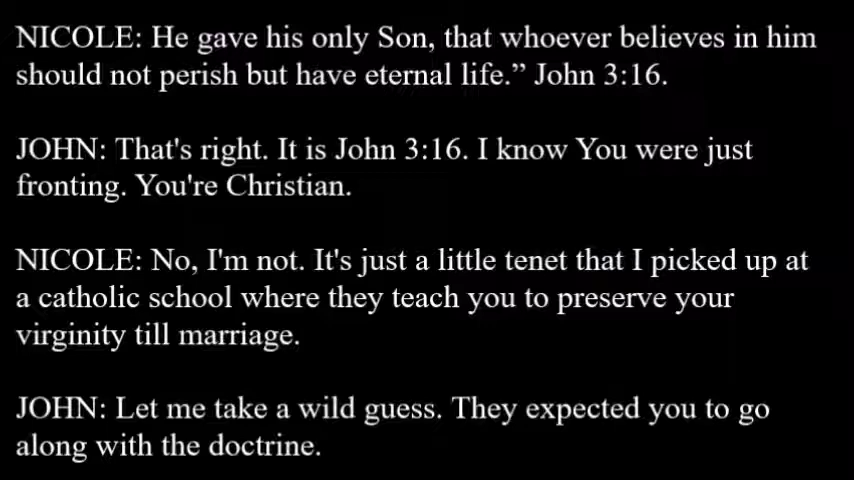 NICOLE: He gave his only Son, that whoever believes in him
should not perish but have eternal life.” John 3:16.
JOHN: That's right. It is John 3:16. I know You were just
fronting. You're Christian.
NICOLE: No, I'm not. It's just a little tenet that I picked up at
a catholic school where they teach you to preserve your
virginity till marriage.
JOHN: Let me take a wild guess. They expected you to go
along with the doctrine.